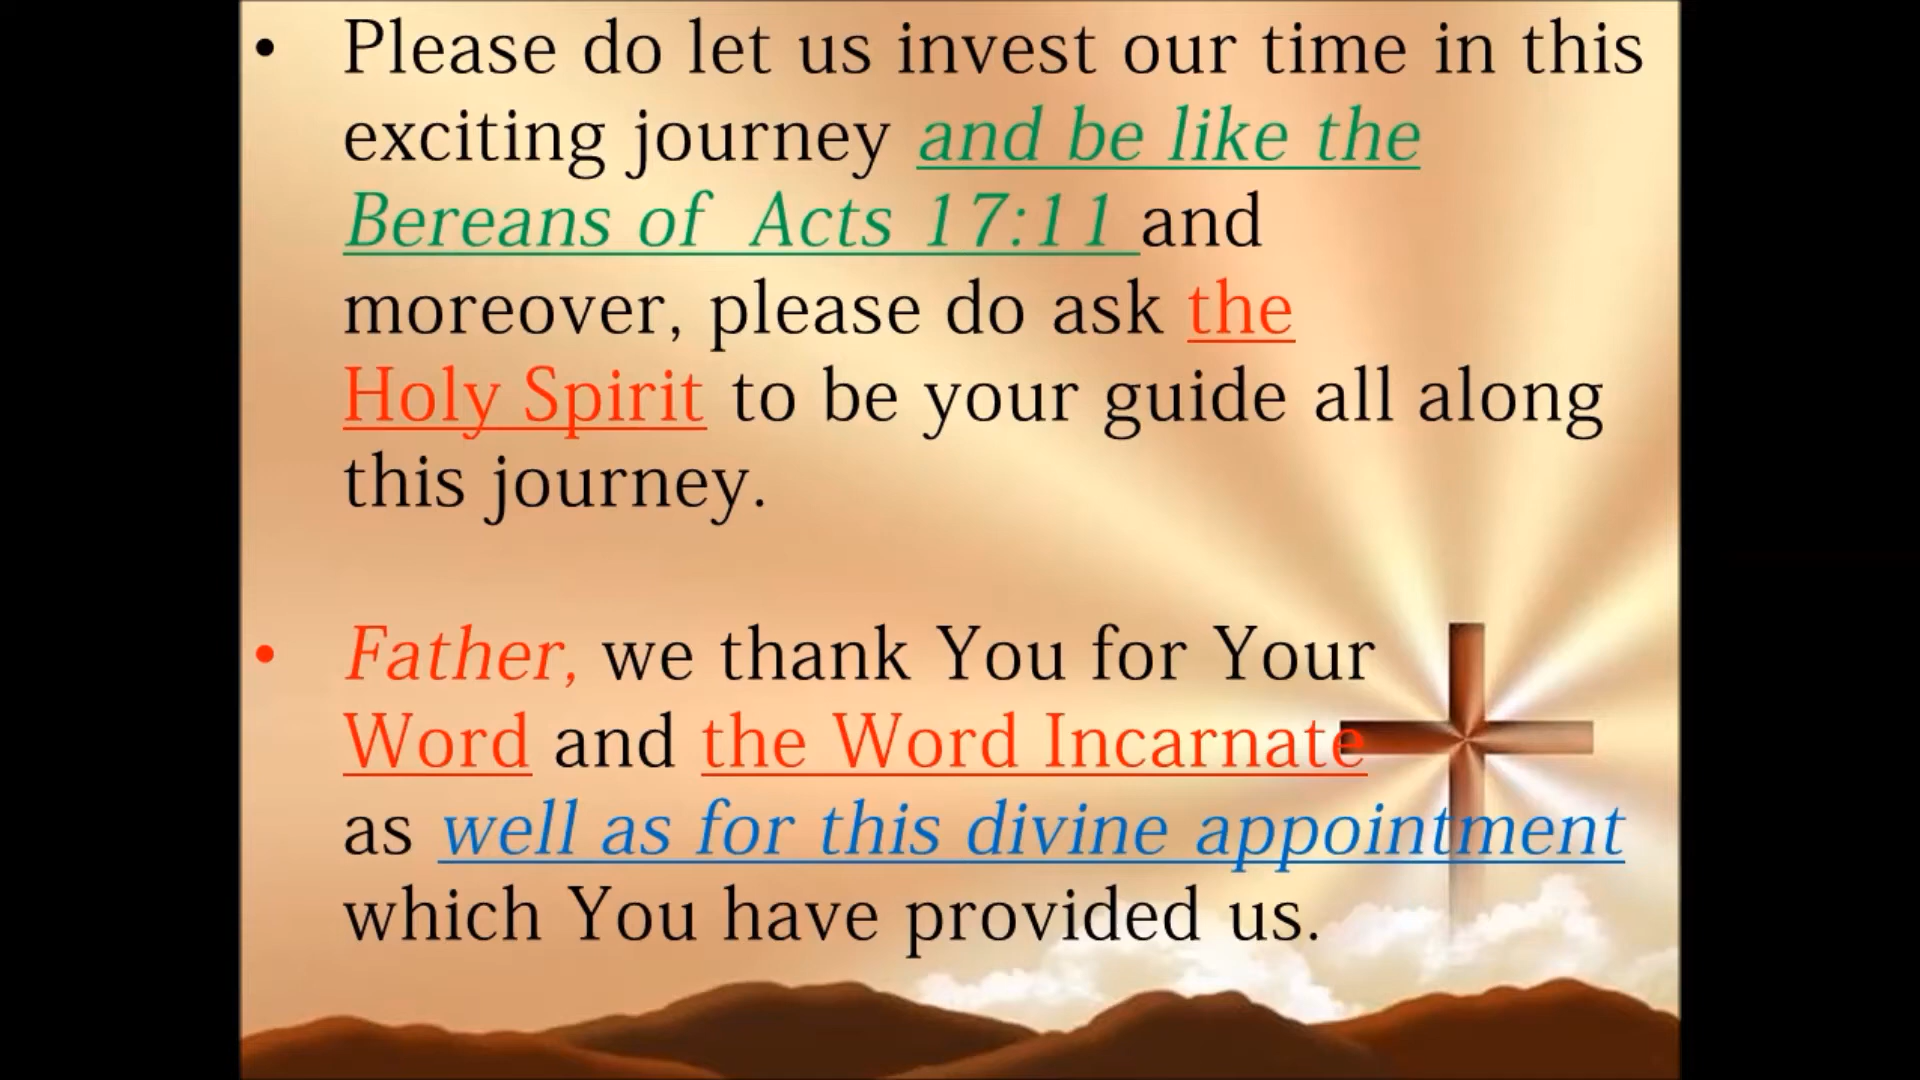 • Please do let us invest our time in this
exciting journey and be like the
Bereans of Acts 17:11 and
moreover, please do ask the
Holy Spirit to be your guide all along
this journey.
• Father, we thank You for Your
Word and the Word Incarnate
as well as for this divine appointment
which You have provided us.